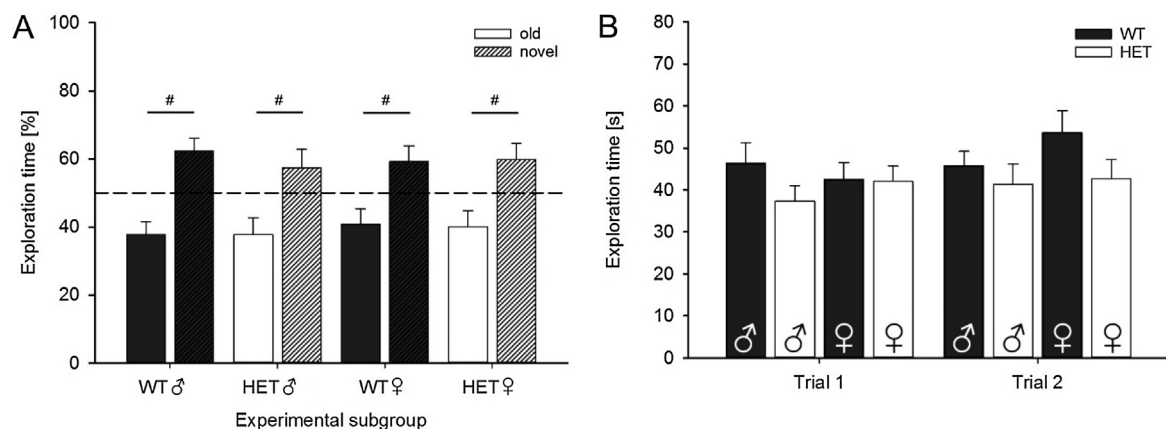 A
Exploration time [%]
100
80
60
40
20
0
old
novel
# # # #
WT♂ HET♂ WT♀ HET♀
Experimental subgroup
B
Exploration time [s]
80
70
60
50
40
30
20
10
0
WT
HET
♂ ♂ ♀ ♀ ♂ ♂ ♀ ♀
Trial 1 Trial 2